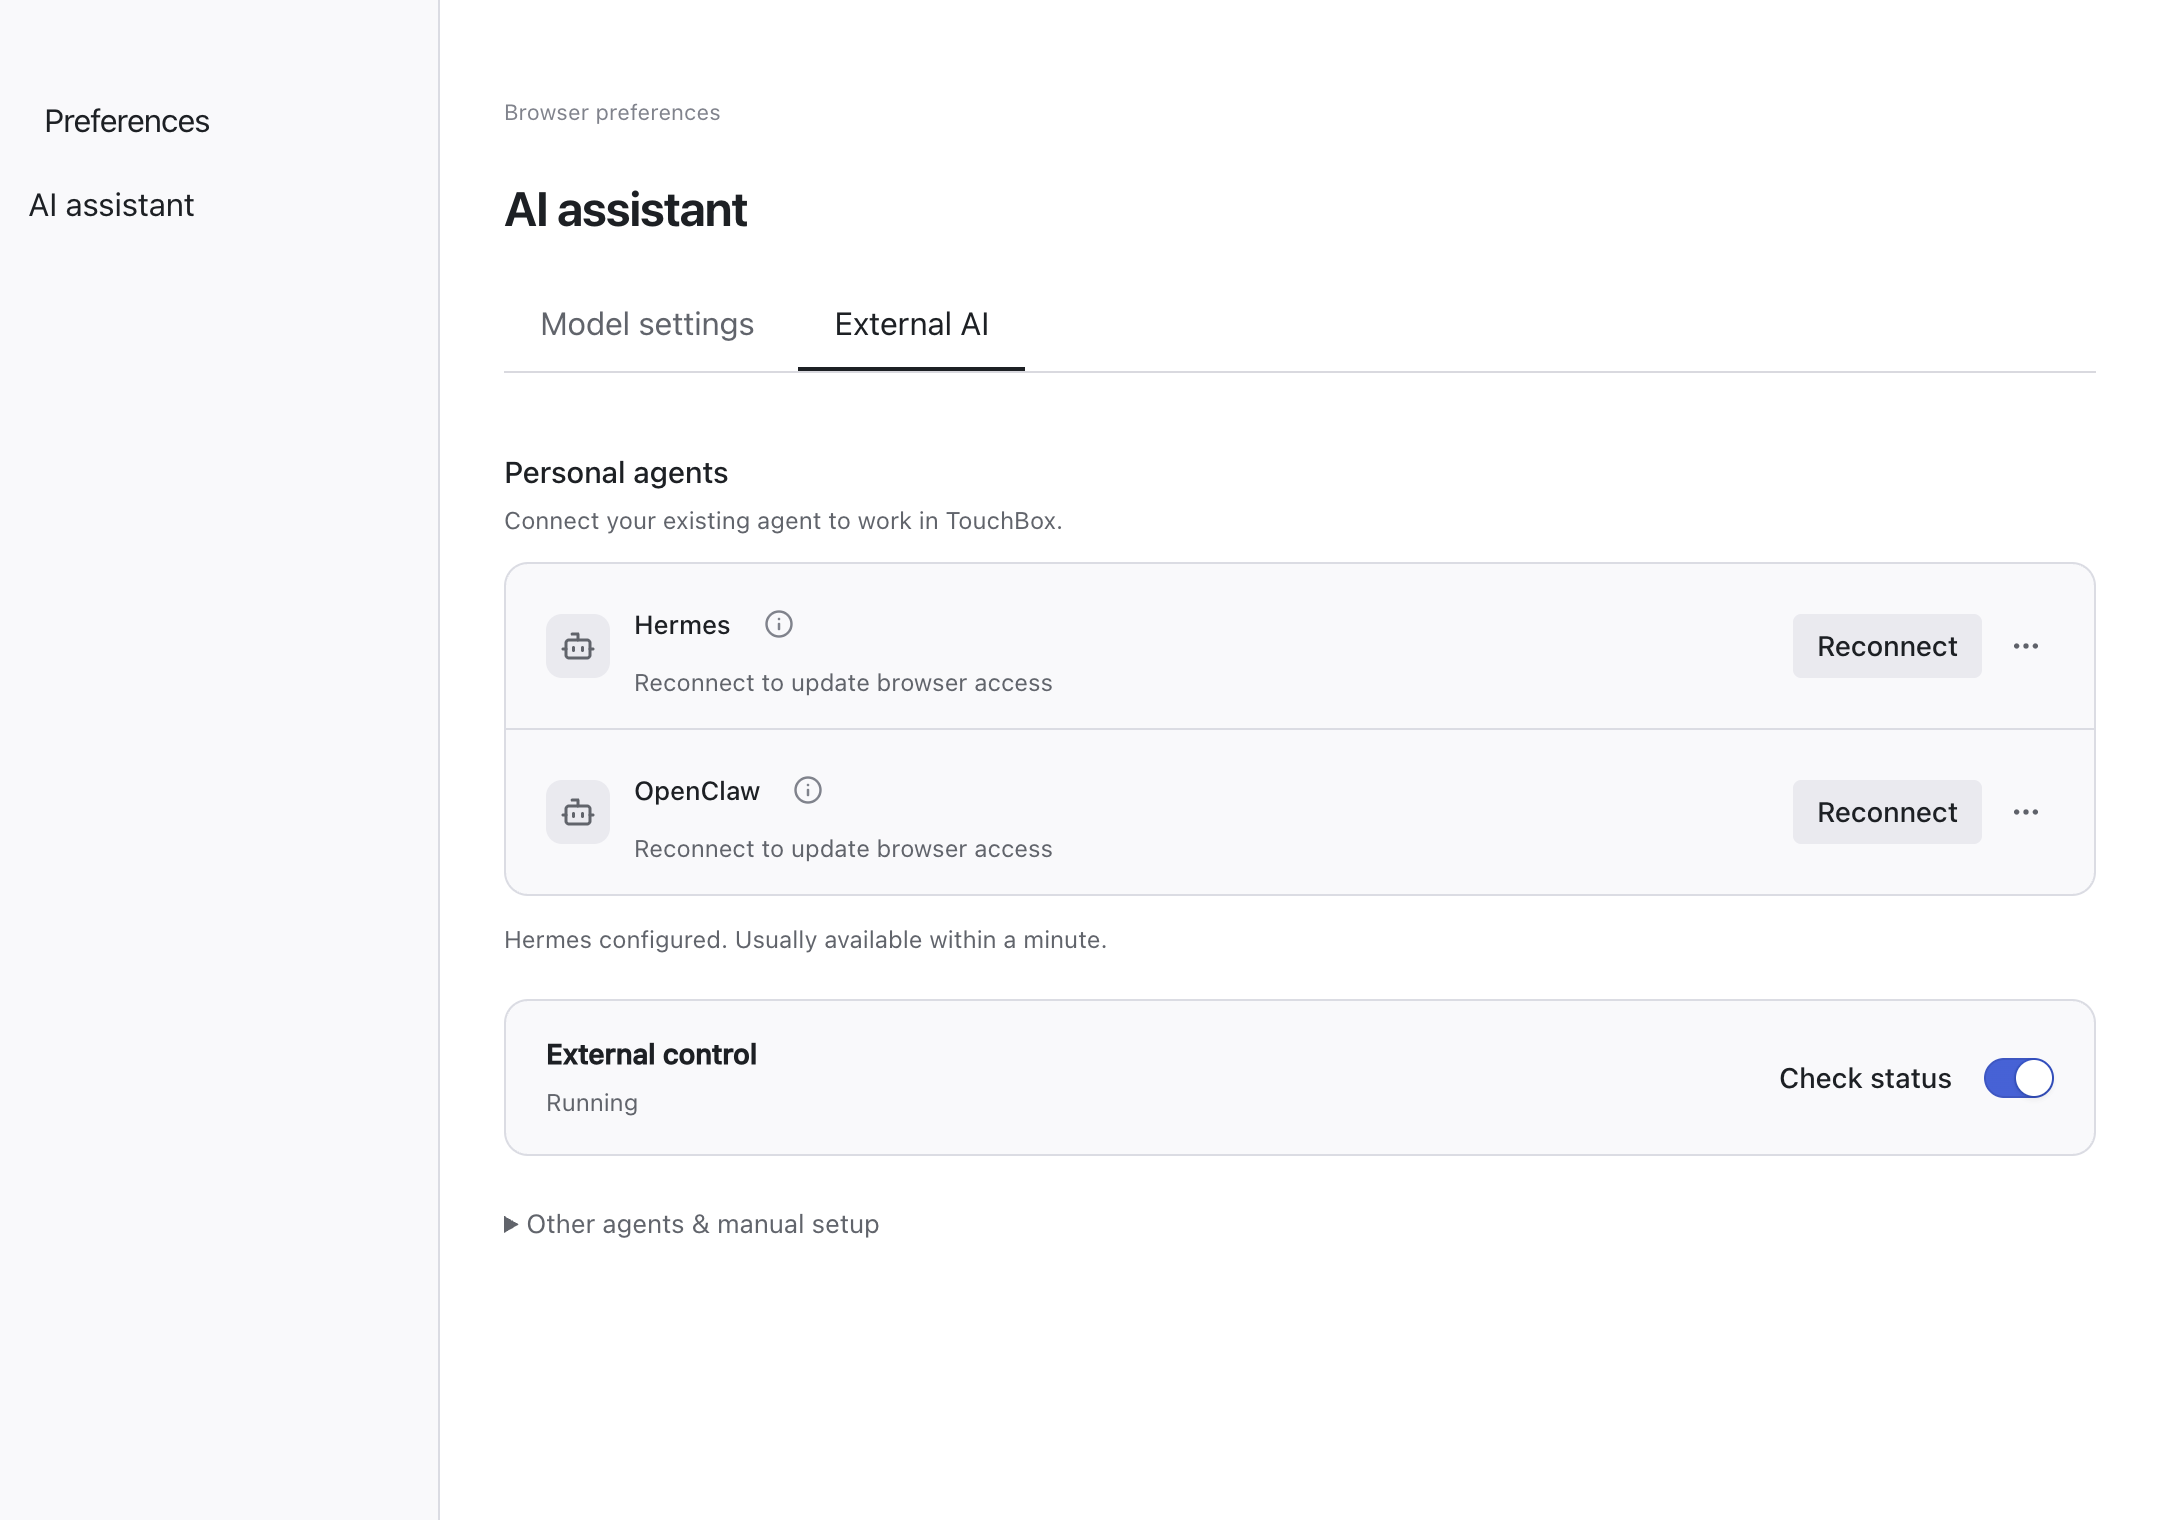 Preferences
AI assistant
Browser preferences
AI assistant
Model settings
External AI
Personal agents
Connect your existing agent to work in TouchBox.
Hermes
Reconnect to update browser access
Reconnect
OpenClaw
Reconnect to update browser access
Reconnect
Hermes configured. Usually available within a minute.
External control
Running
Check status
Other agents & manual setup